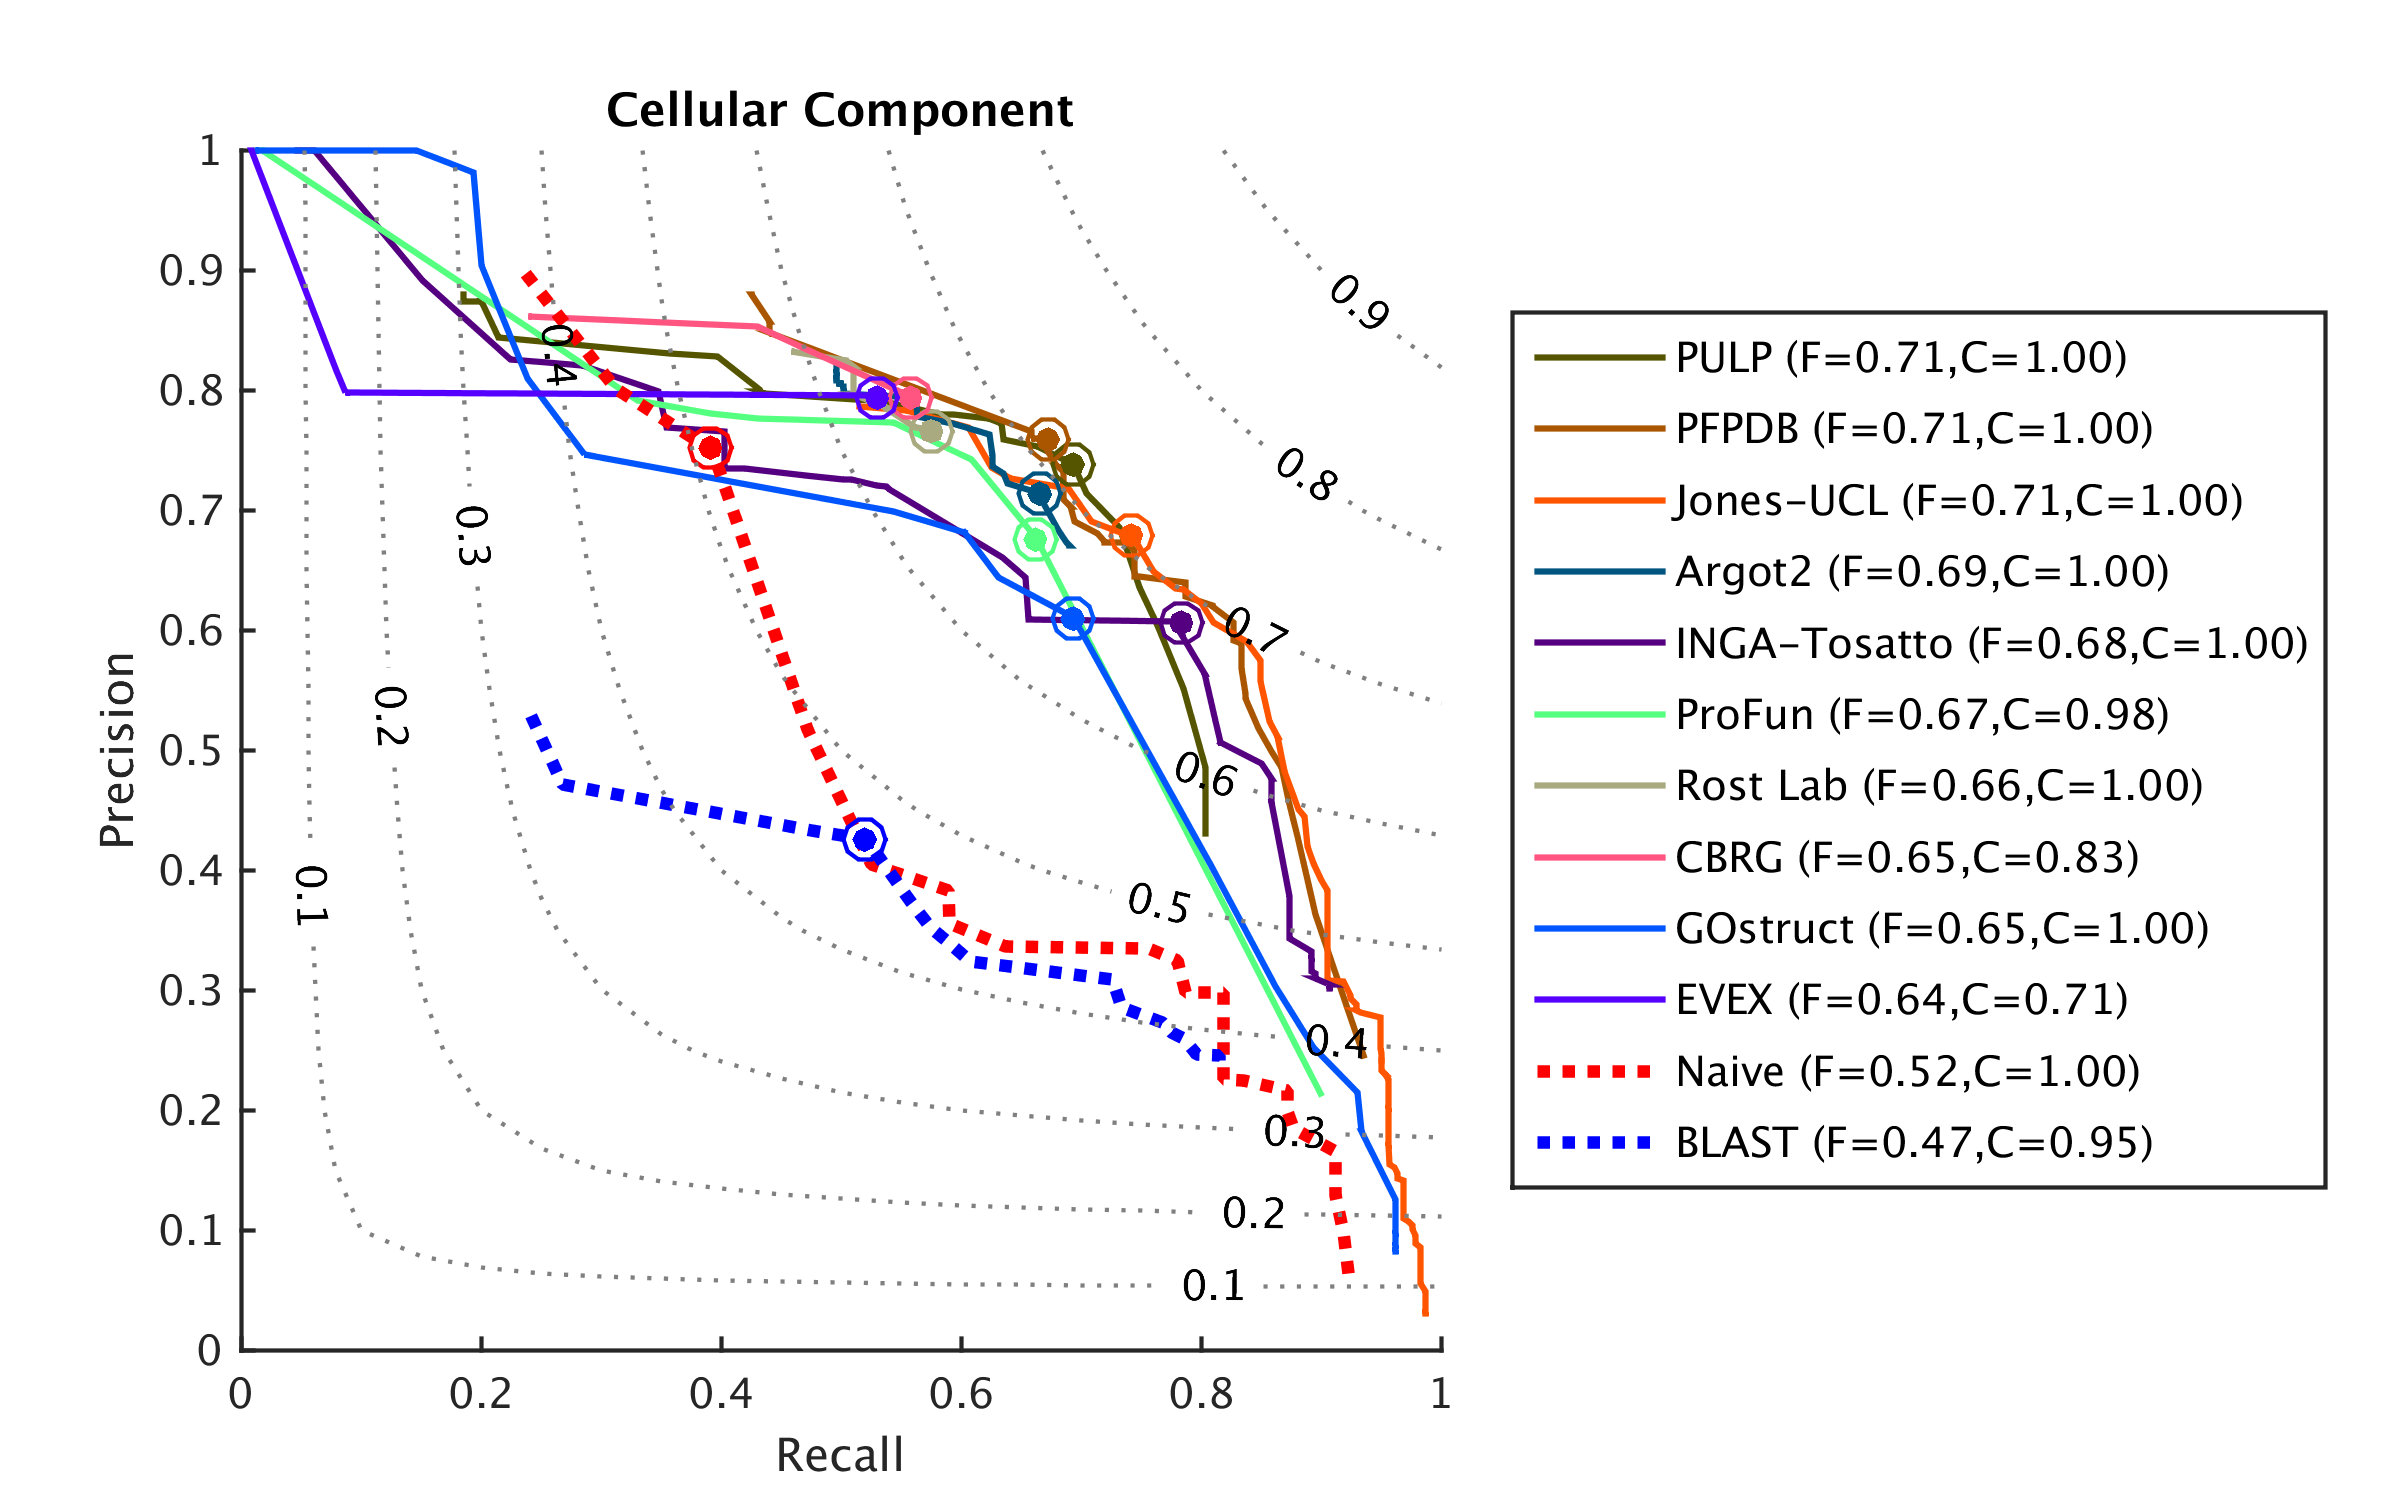 Cellular Component
1
0.9
0.8
0.7
0.6
0.5
0.4
0.3
0.2
0.1
0
Precision
0
0.2
0.4
0.6
0.8
1
Recall
0.9
0.8
0.7
0.6
0.5
0.4
0.3
0.2
0.1
0.4
0.3
0.2
0.1
PULP (F=0.71,C=1.00)
PFPDB (F=0.71,C=1.00)
Jones-UCL (F=0.71,C=1.00)
Argot2 (F=0.69,C=1.00)
INGA-Tosatto (F=0.68,C=1.00)
ProFun (F=0.67,C=0.98)
Rost Lab (F=0.66,C=1.00)
CBRG (F=0.65,C=0.83)
GOstruct (F=0.65,C=1.00)
EVEX (F=0.64,C=0.71)
Naive (F=0.52,C=1.00)
BLAST (F=0.47,C=0.95)